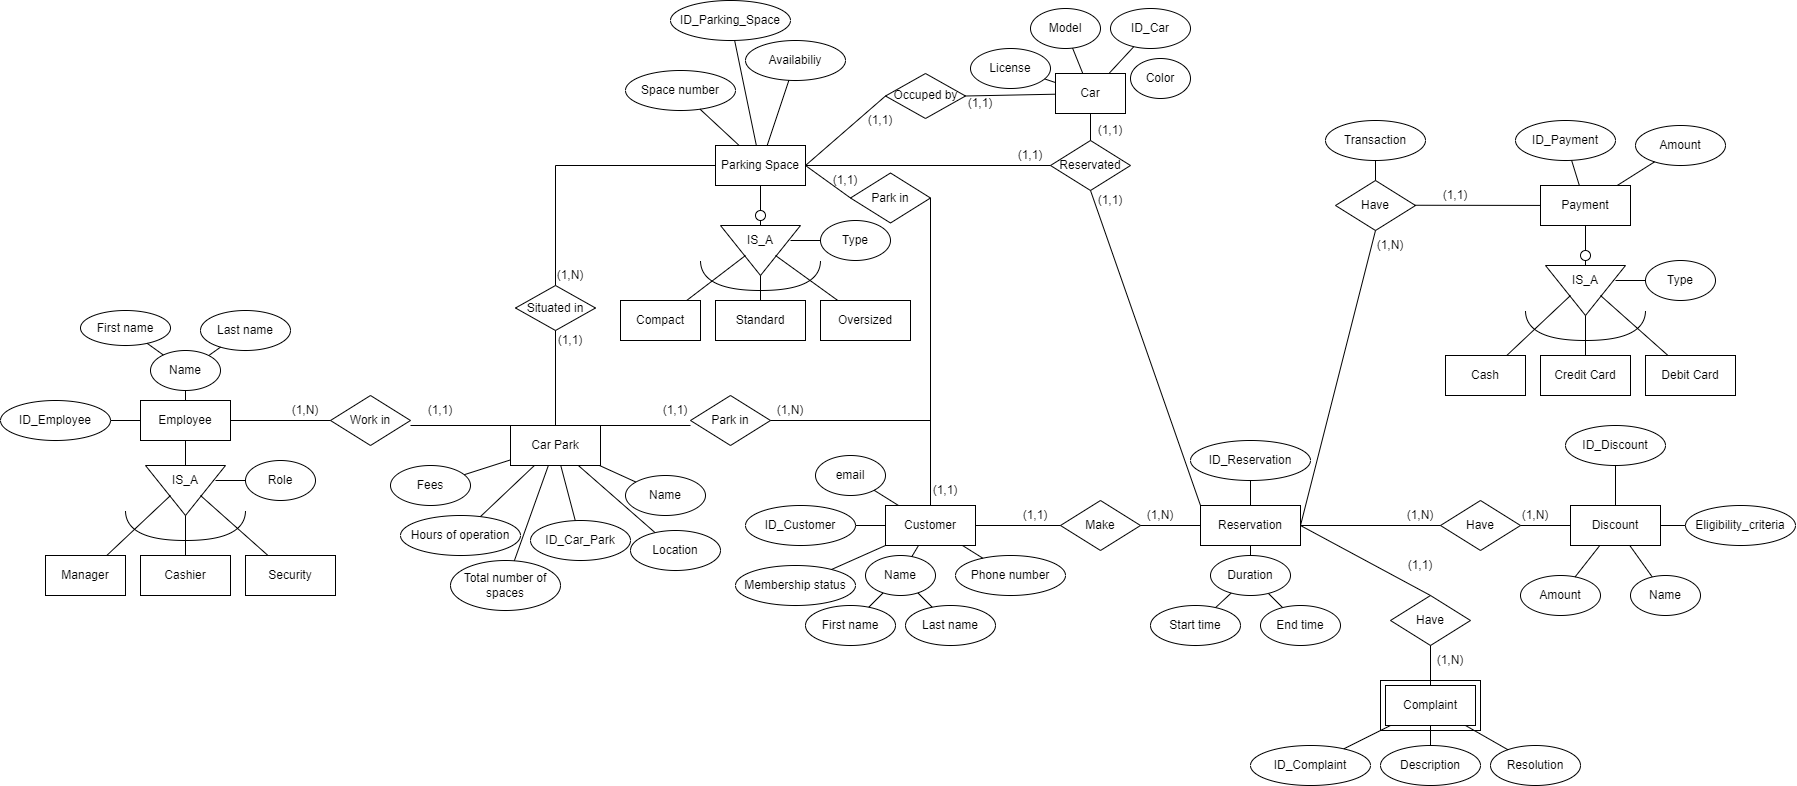 ID_Parking_Space
Model
ID_Car
Availabiliy
License
Color
Space number
Occuped by
Car
(1,1)
(1,1)
(1,1)
Transaction
ID_Payment
Amount
Parking Space
(1,1)
Reservated
(1,1)
Park in
(1,1)
Have
(1,1)
Payment
IS_A
Type
(1,N)
(1,N)
IS_A
Type
Situated in
Compact
Standard
Oversized
First name
Last name
(1,1)
Name
Cash
Credit Card
Debit Card
ID_Employee
Employee
(1,N)
Work in
(1,1)
(1,1)
Park in
(1,N)
Car Park
ID_Discount
ID_Reservation
IS_A
Role
Fees
Name
email
(1,1)
Hours of operation
ID_Car_Park
Location
ID_Customer
Customer
(1,1)
Make
(1,N)
Reservation
(1,N)
Have
(1,N)
Discount
Eligibility_criteria
Manager
Cashier
Security
Total number of
spaces
Membership status
Name
Phone number
Duration
(1,1)
Amount
Name
First name
Last name
Start time
End time
Have
(1,N)
Complaint
ID_Complaint
Description
Resolution